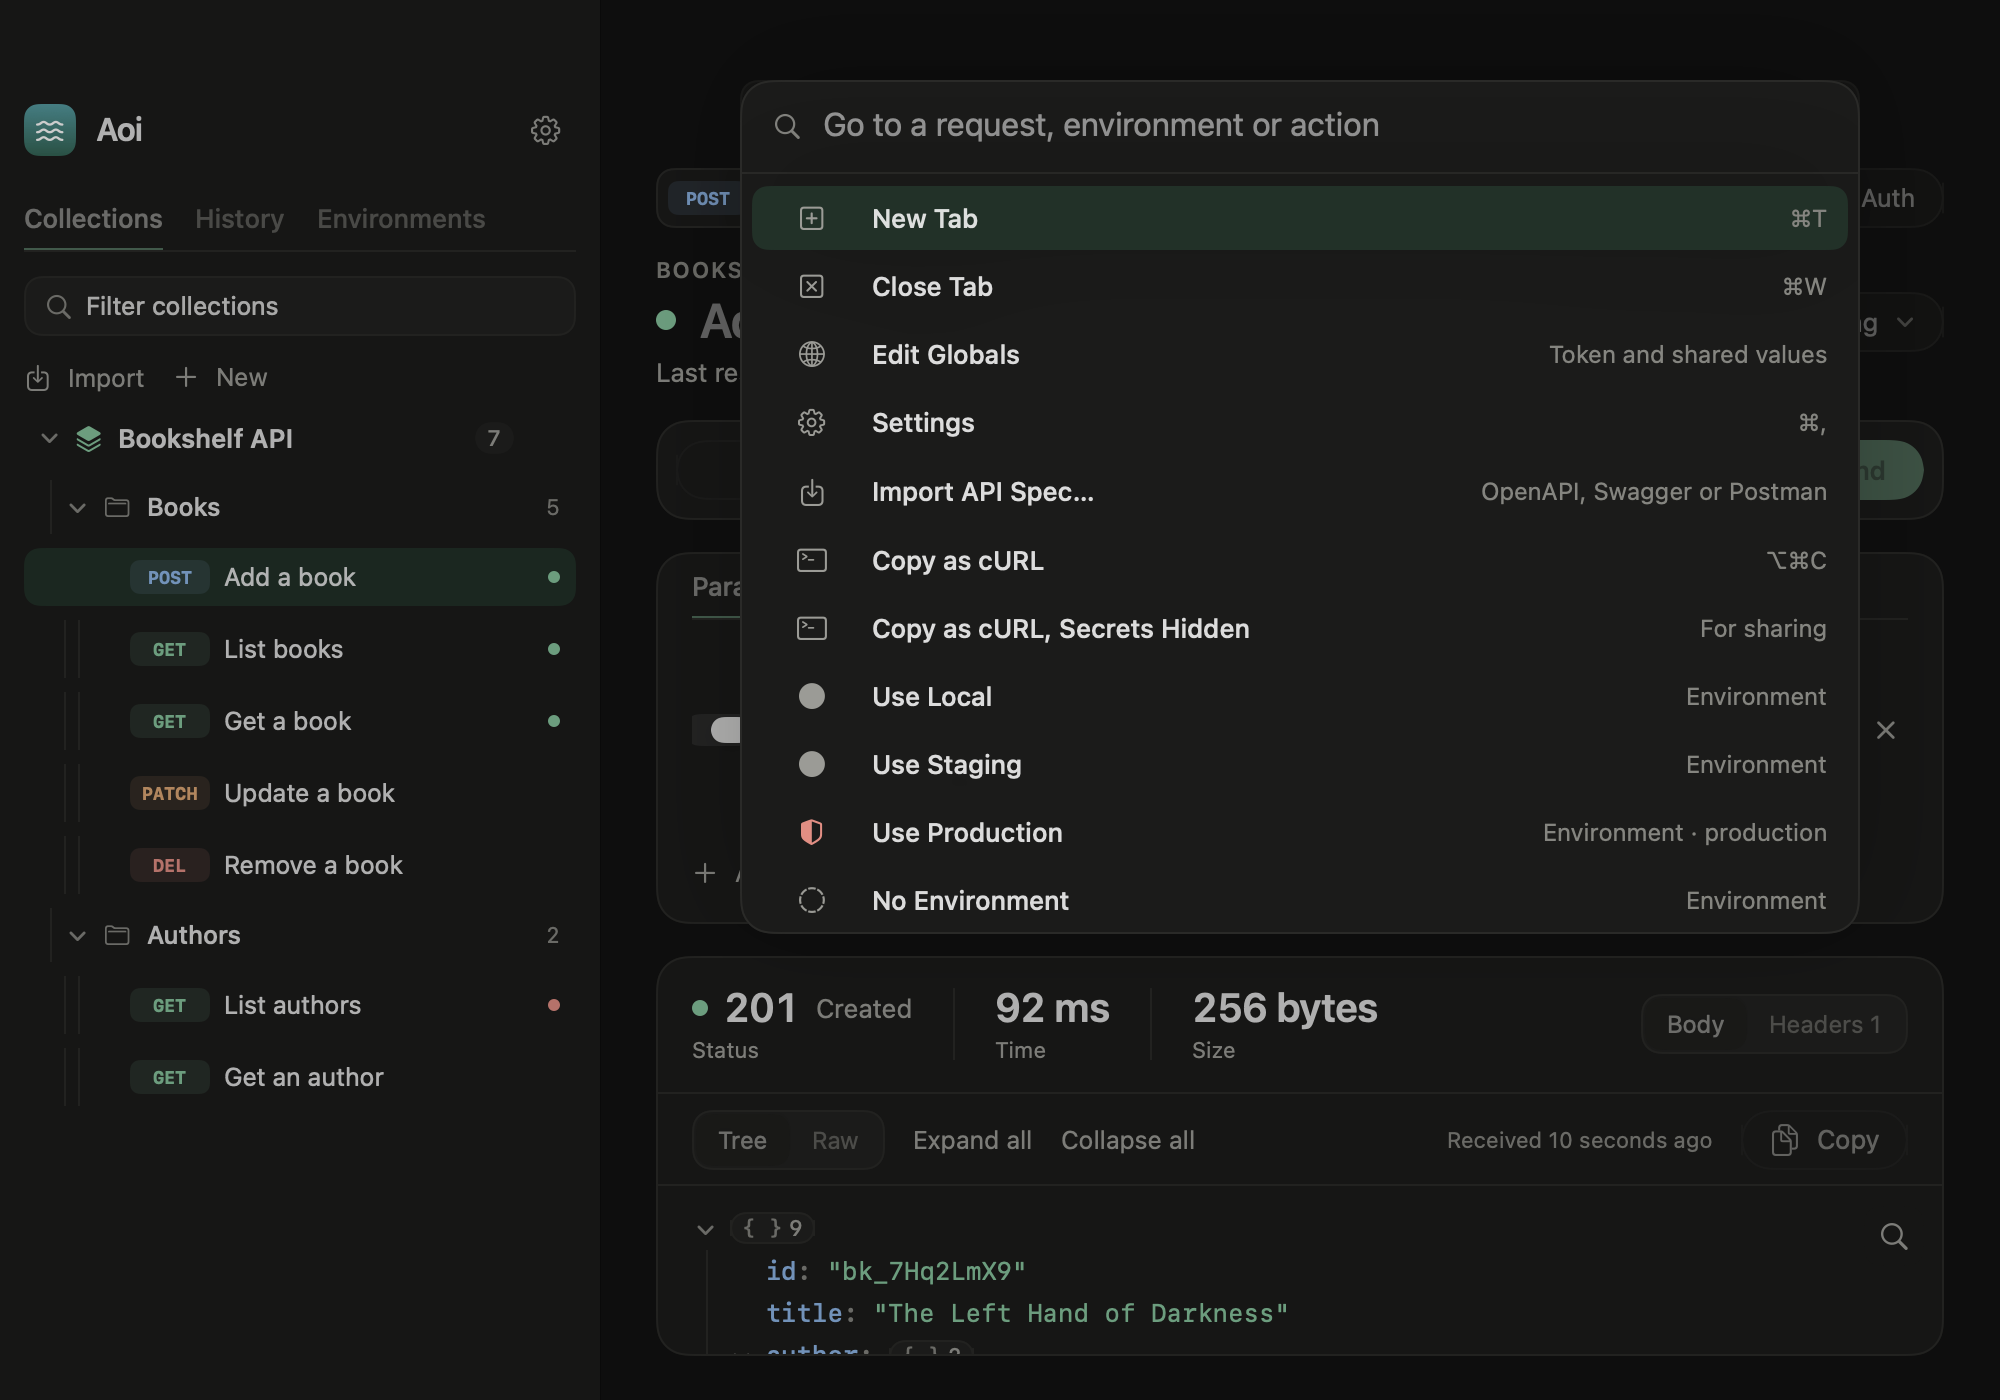 Aoi
Collections History Environments
Filter collections
Import New
Bookshelf API 7
Books 5
POST Add a book
GET List books
GET Get a book
PATCH Update a book
DEL Remove a book
Authors 2
GET List authors
GET Get an author
Go to a request, environment or action
New Tab ⌘T
Close Tab ⌘W
Edit Globals Token and shared values
Settings ⌘,
Import API Spec... OpenAPI, Swagger or Postman
Copy as cURL ⌥⌘C
Copy as cURL, Secrets Hidden For sharing
Use Local Environment
Use Staging Environment
Use Production Environment · production
No Environment Environment
POST Auth
BOOKS
Last
201 Created 92 ms 256 bytes
Status Time Size
Body Headers 1
Tree Raw Expand all Collapse all Received 10 seconds ago Copy
{ } 9
id: "bk_7Hq2LmX9"
title: "The Left Hand of Darkness"